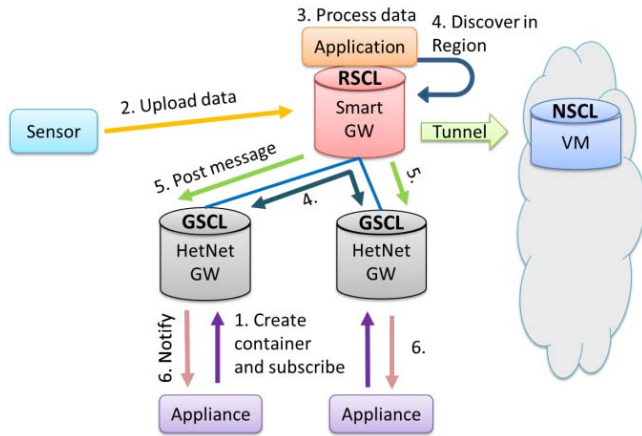 3. Process data
Application
4. Discover in
Region
RSCL
Smart
GW
2. Upload data
Sensor
Tunnel
NSCL
VM
5. Post message
4.
5.
GSCL
HetNet
GW
GSCL
HetNet
GW
6. Notify
1. Create
container
and subscribe
6.
Appliance
Appliance